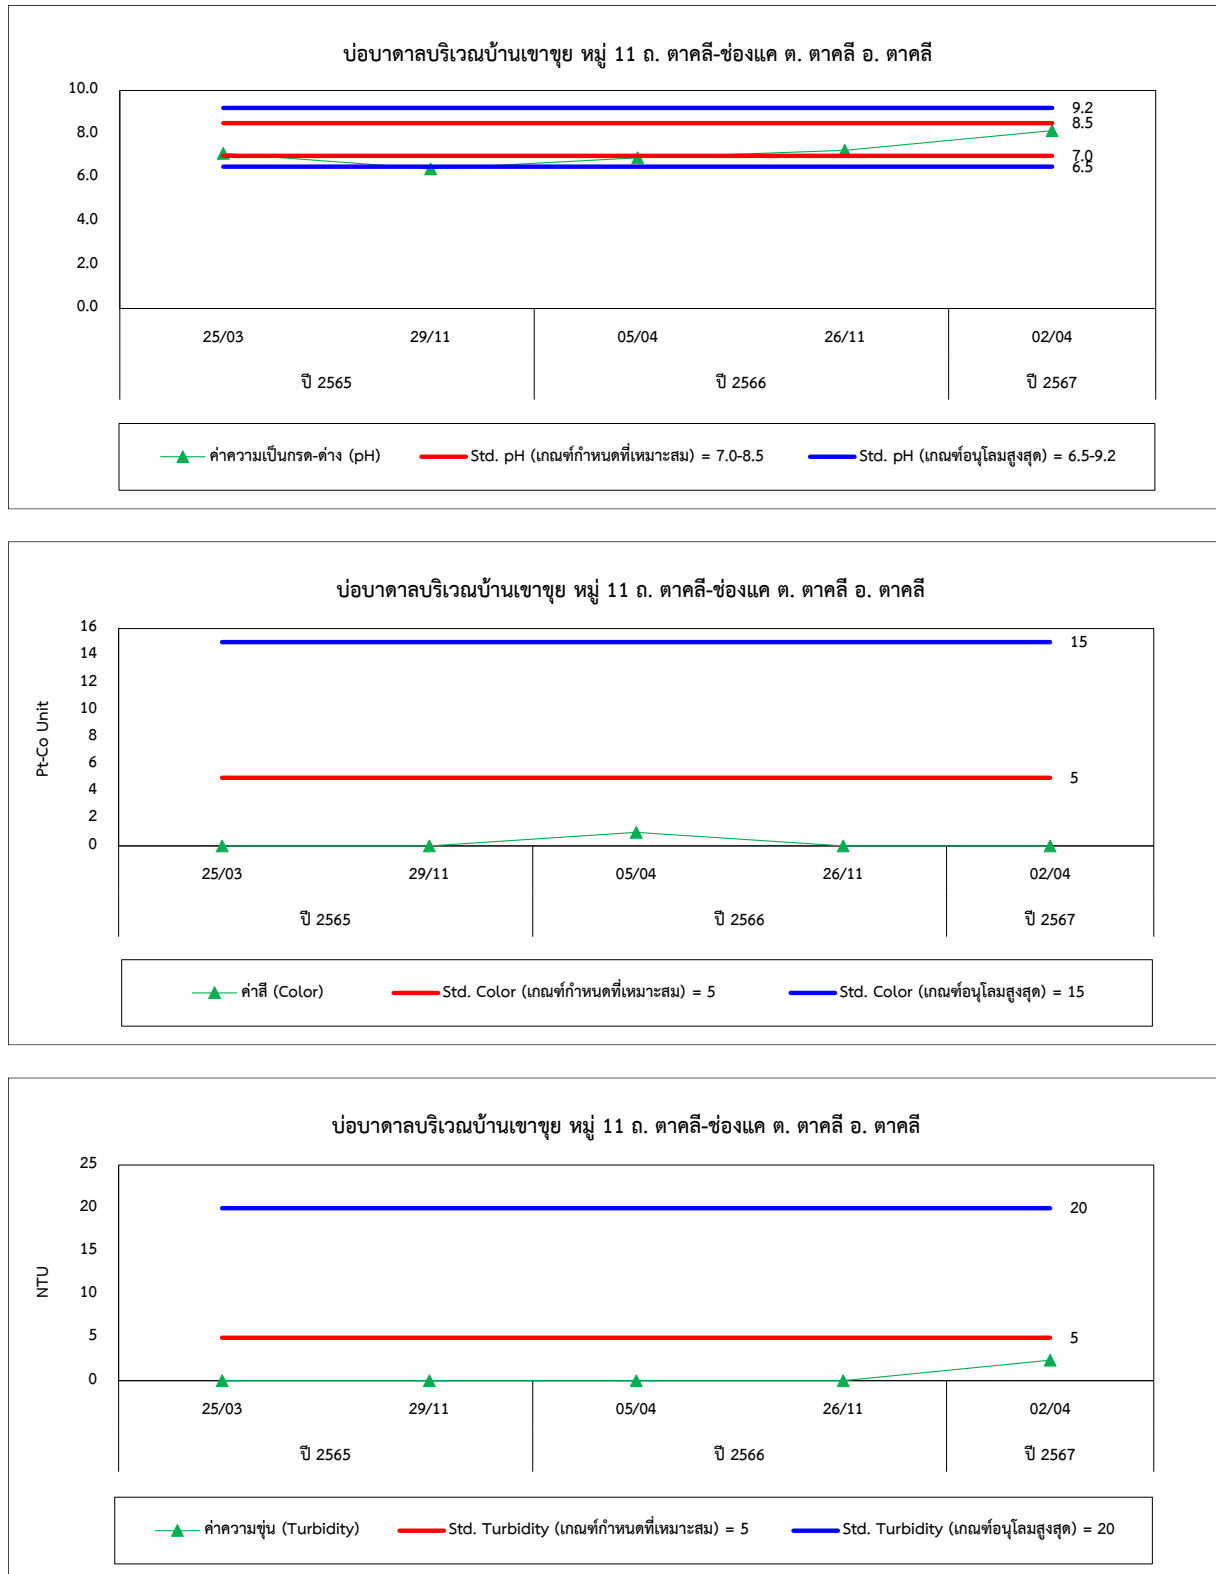 บ่อบาดาลบริเวณบ้านเขาขุย หมู่ 11 ถ. ตาคลี-ช่องแค ต. ตาคลี อ. ตาคลี
10.0
8.0
6.0
4.0
2.0
0.0
9.2
8.5
7.0
6.5
25/03 29/11 05/04 26/11 02/04
ปี 2565 ปี 2566 ปี 2567
ค่าความเป็นกรด-ด่าง (pH) Std. pH (เกณฑ์กำหนดที่เหมาะสม) = 7.0-8.5 Std. pH (เกณฑ์อนุโลมสูงสุด) = 6.5-9.2
บ่อบาดาลบริเวณบ้านเขาขุย หมู่ 11 ถ. ตาคลี-ช่องแค ต. ตาคลี อ. ตาคลี
Pt-Co Unit
16
14
12
10
8
6
4
2
0
15
5
25/03 29/11 05/04 26/11 02/04
ปี 2565 ปี 2566 ปี 2567
ค่าสี (Color) Std. Color (เกณฑ์กำหนดที่เหมาะสม) = 5 Std. Color (เกณฑ์อนุโลมสูงสุด) = 15
บ่อบาดาลบริเวณบ้านเขาขุย หมู่ 11 ถ. ตาคลี-ช่องแค ต. ตาคลี อ. ตาคลี
NTU
25
20
15
10
5
0
20
5
25/03 29/11 05/04 26/11 02/04
ปี 2565 ปี 2566 ปี 2567
ค่าความขุ่น (Turbidity) Std. Turbidity (เกณฑ์กำหนดที่เหมาะสม) = 5 Std. Turbidity (เกณฑ์อนุโลมสูงสุด) = 20